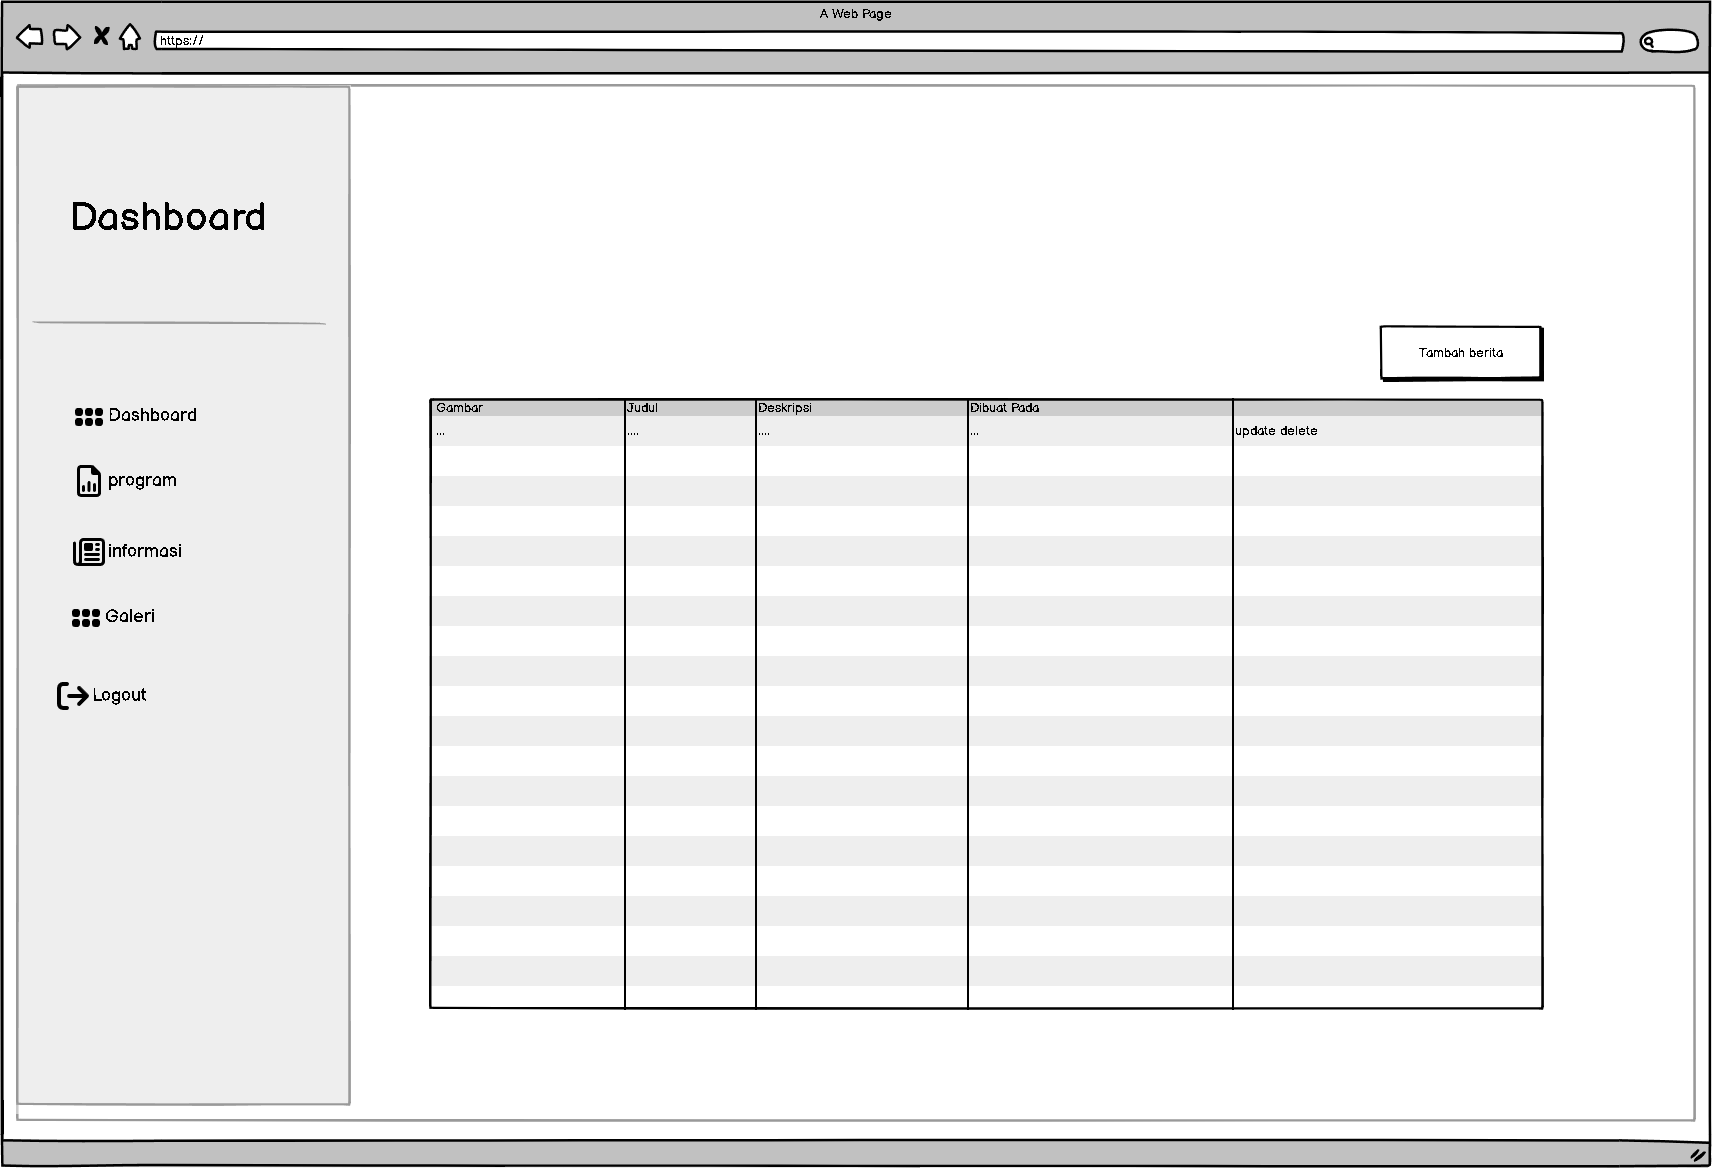 A Web Page
https://
Dashboard
Dashboard
program
informasi
Galeri
Logout
Tambah berita
Gambar Judul Deskripsi Dibuat Pada
... .... .... ... update delete